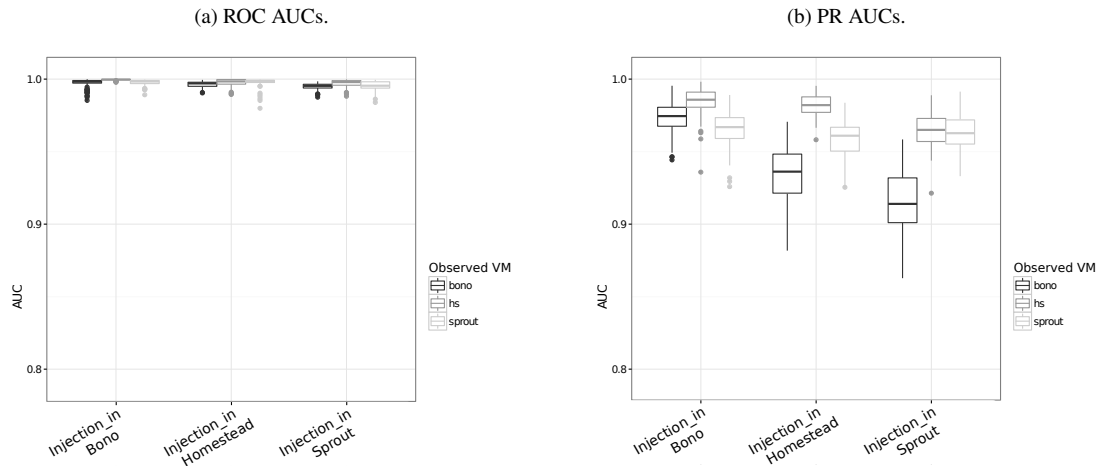 (a) ROC AUCs.
1.0
0.9
0.8
AUC
Injection_in
Bono
Injection_in
Homestead
Injection_in
Sprout
Observed VM
bono
hs
sprout
(b) PR AUCs.
1.0
0.9
0.8
AUC
Injection_in
Bono
Injection_in
Homestead
Injection_in
Sprout
Observed VM
bono
hs
sprout